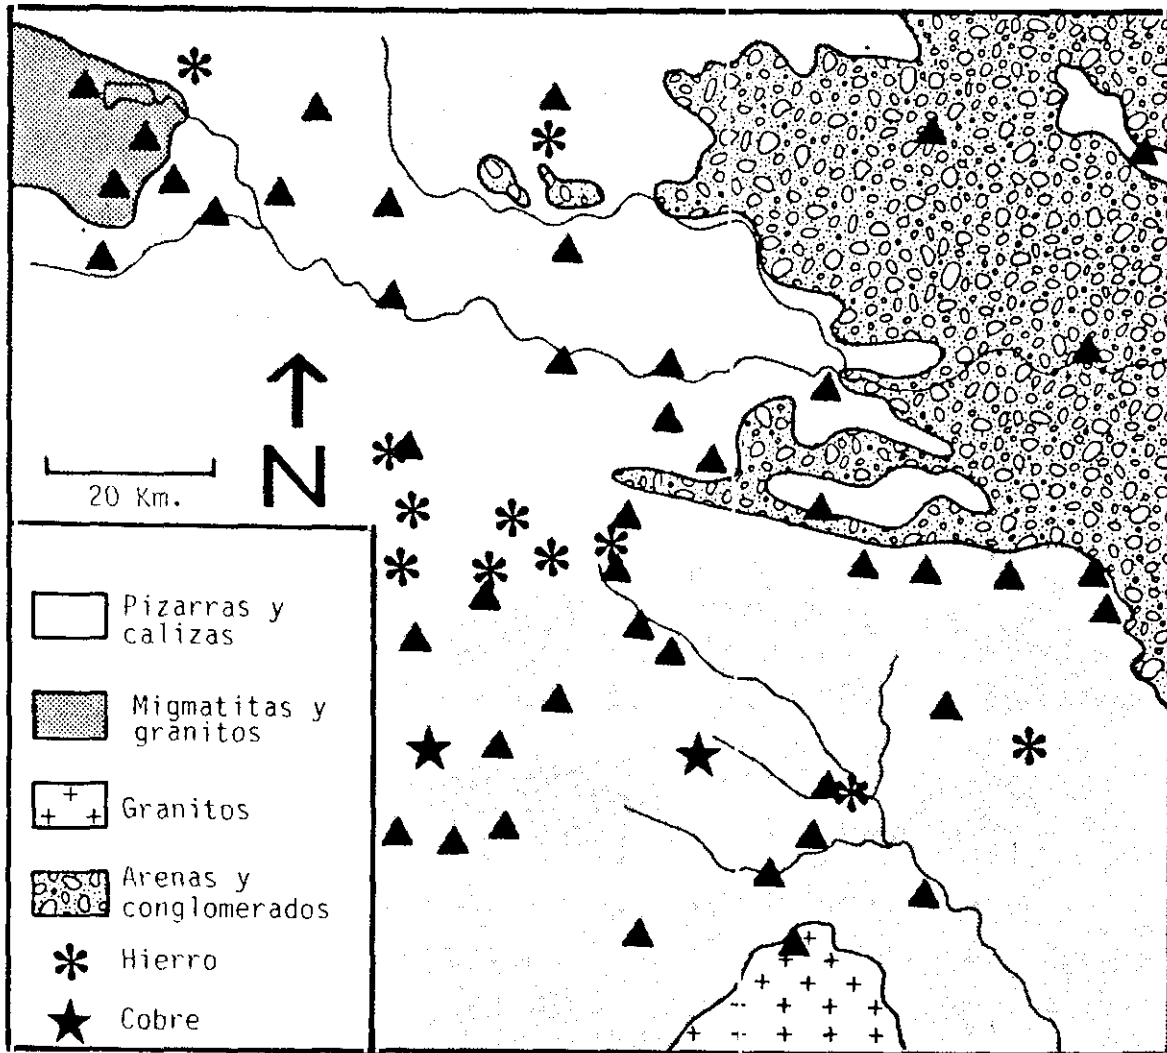 N
20 Km.
Pizarras y
calizas
Migmatitas y
granitos
Granitos
Arenas y
conglomerados
Hierro
Cobre